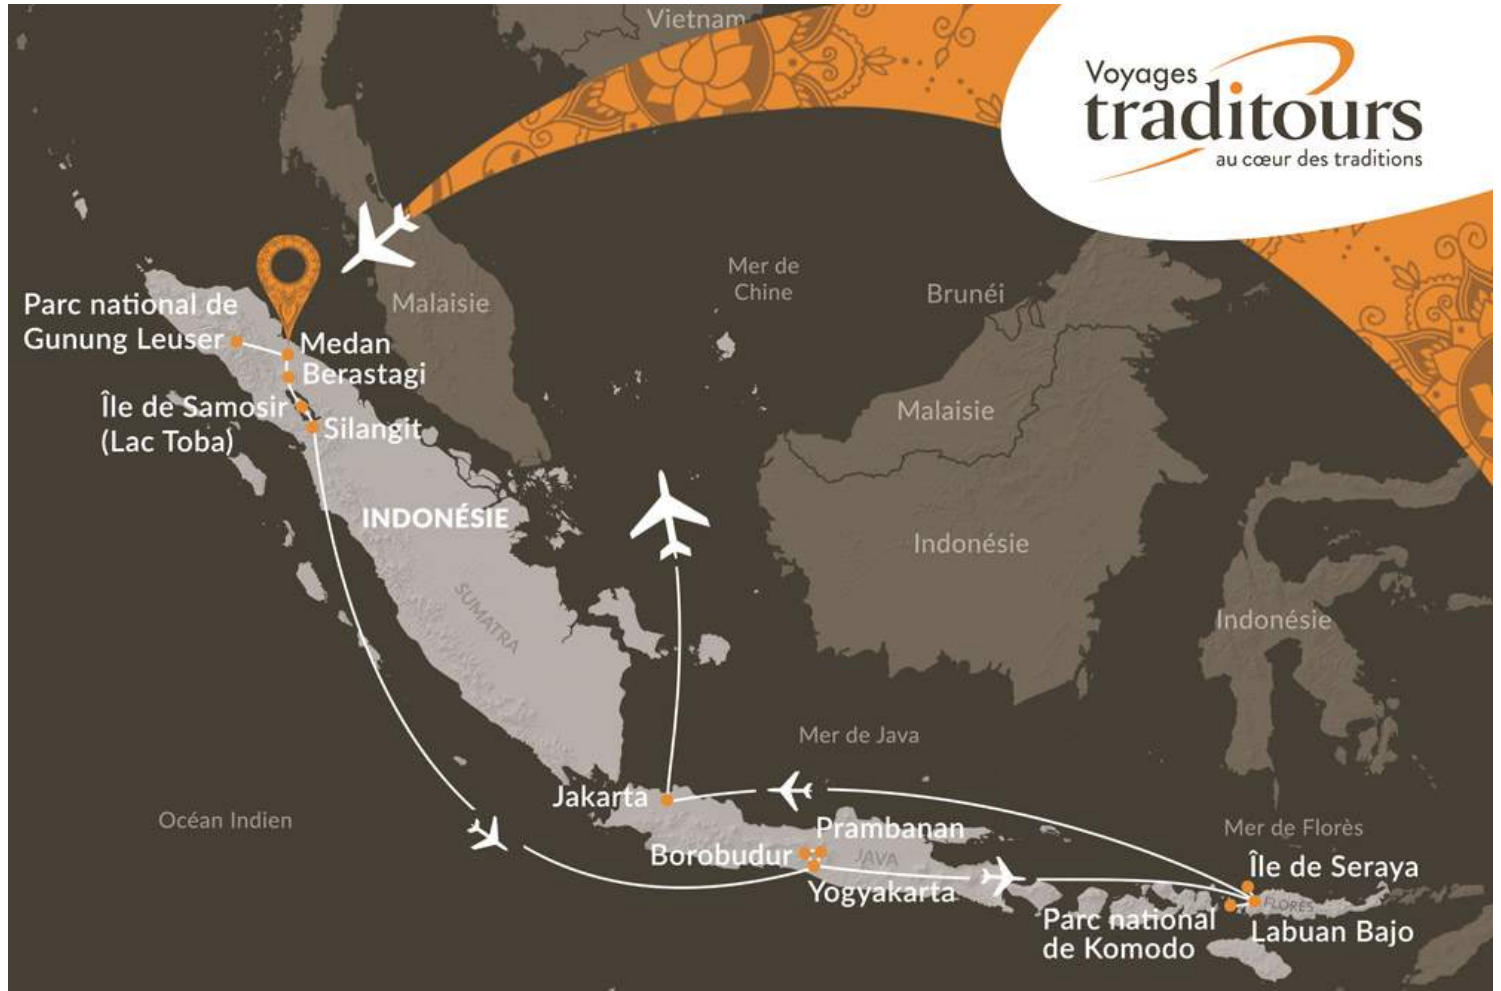 Vietnam
Voyages
traditours
au cœur des traditions
Mer de
Chine
Brunéi
Malaisie
Parc national de
Gunung Leuser
Medan
Berastagi
Île de Samosir
(Lac Toba)
Silangit
Malaisie
INDONÉSIE
Indonésie
SUMATRA
Indonésie
Mer de Java
Jakarta
Océan Indien
Prambanan
Mer de Florès
Borobudur
JAVA
Île de Seraya
Yogyakarta
FLORES
Parc national
de Komodo
Labuan Bajo